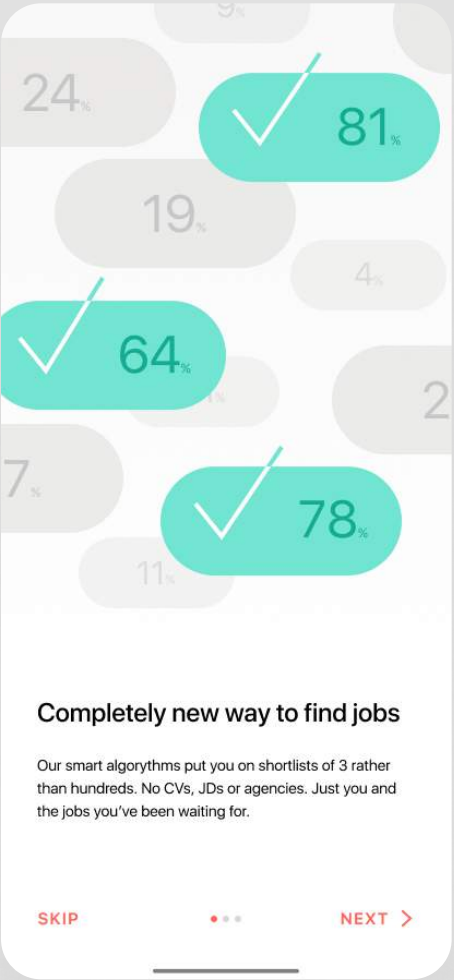 9%
24%
81%
19%
4%
64%
2
7%
78%
11%
Completely new way to find jobs
Our smart algorythms put you on shortlists of 3 rather
than hundreds. No CVs, JDs or agencies. Just you and
the jobs you’ve been waiting for.
SKIP
NEXT